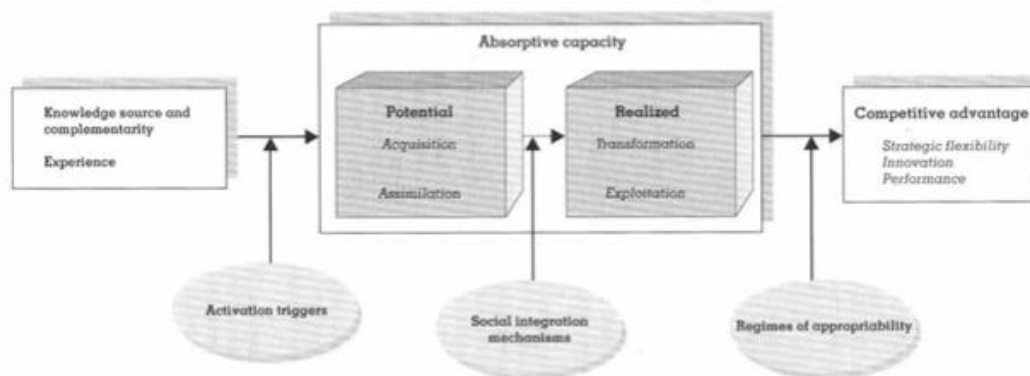 Absorptive capacity
Knowledge source and
complementarity
Experience
Potential
Acquisition
Assimilation
Realized
Transformation
Exploitation
Competitive advantage
Strategic flexibility
Innovation
Performance
Activation triggers
Social integration
mechanisms
Regimes of appropriability